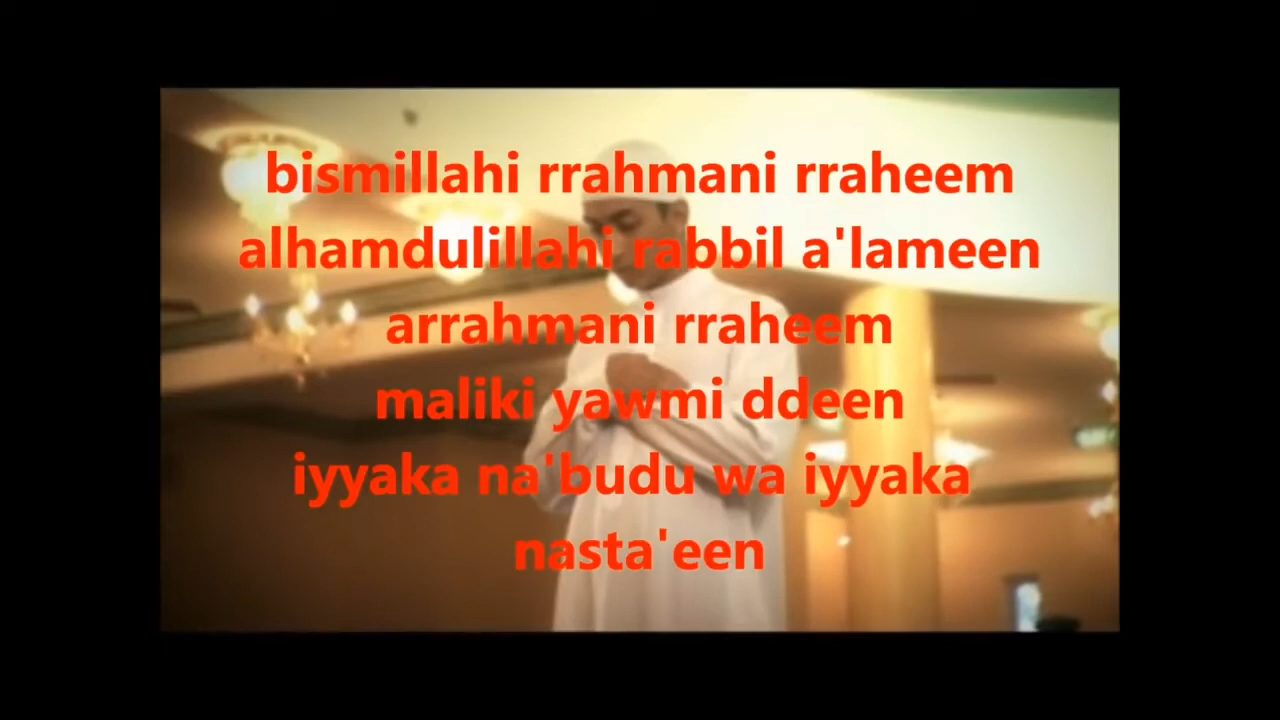 bismillahi rrahmani rraheem
alhamdulillahi rabbil a'lameen
arrahmani rraheem
maliki yawmi ddeen
iyyaka na'budu wa iyyaka
nasta'een